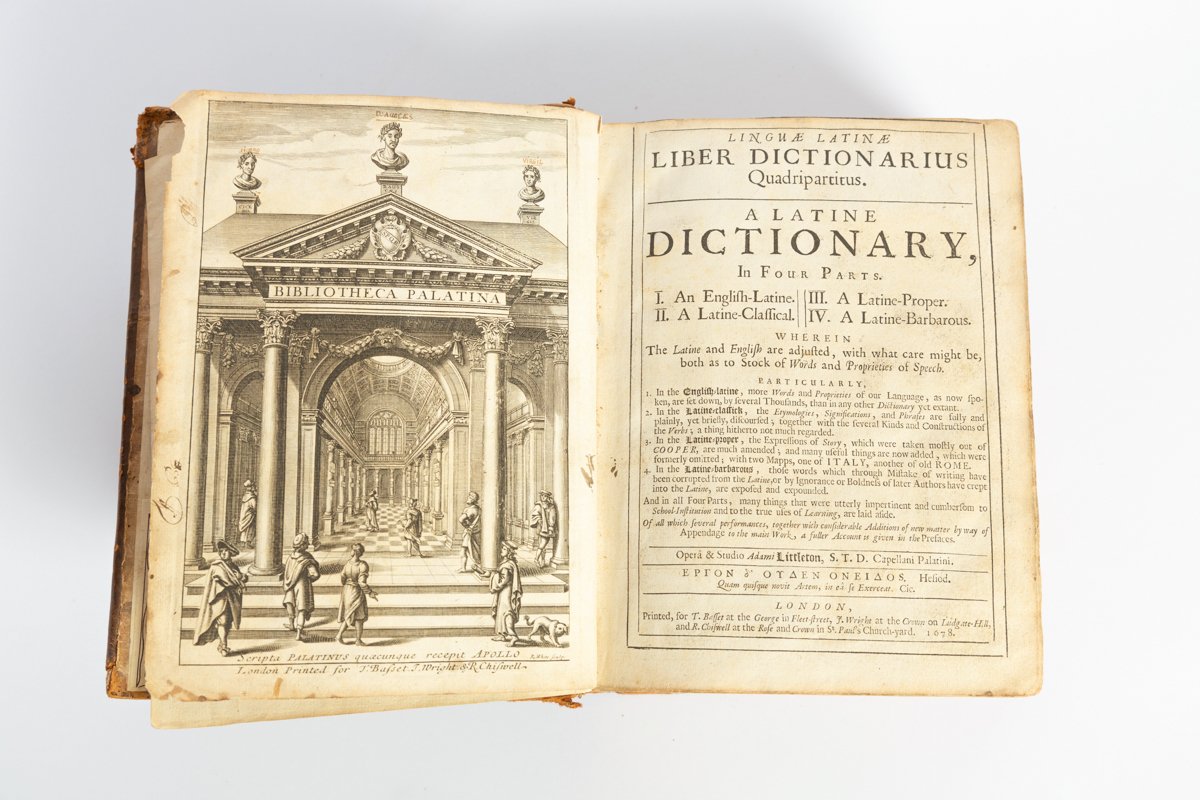 D. AUG CÆS
Virgile
BIBLIOTHECA PALATINA
Scripta PALATINUS quæcunque recepit APOLLO
London Printed for T. Basset. J. Wright & R. Chiswell
LINGUÆ LATINÆ
LIBER DICTIONARIUS
Quadripartitus.
A LATINE
DICTIONARY,
In FOUR PARTS.
I. An Engliſh-Latine. III. A Latine-Proper.
II. A Latine-Claſſical. IV. A Latine-Barbarous.
WHEREIN
The Latine and Engliſh are adjuſted, with what care might be,
both as to Stock of Words and Proprieties of Speech.
PARTICULARLY,
1. In the Engliſh-latine, more Words and Proprieties of our Language, as now ſpo-
ken, are ſet down, by ſeveral Thouſands, than in any other Dictionary yet extant.
2. In the Latine-claſſick, the Etymologies, Significations, and Phraſes are fully and
plainly, yet briefly, diſcourſed; together with the ſeveral Kinds and Conſtructions of
the Verbs; a thing hitherto not much regarded.
3. In the Latine-proper, the Expreſſions of Story, which were taken moſtly out of
COOPER, are much amended; and many uſeful things are now added, which were
formerly omitted; with two Mapps, one of ITALY, another of old ROME.
4. In the Latine-barbarous, thoſe words which through Miſtake of writing have
been corrupted from the Latine, or by Ignorance or Boldneſs of later Authors have crept
into the Latine, are expoſed and expounded.
And in all Four Parts, many things that were utterly impertinent and cumberſom to
School-Inſtitution and to the true uſes of Learning, are laid aſide.
Of all which ſeveral performances, together with conſiderable Additions of new matter by way of
Appendage to the main Work, a fuller Account is given in the Prefaces.
Operâ & Studio Adami Littleton, S. T. D. Capellani Palatini.
ΕΡΓΟΝ δ' ΟΥΔΕΝ ΟΝΕΙΔΟΣ. Heſiod.
Quam quiſque novit Artem, in eâ ſe Exerceat. Cic.
LONDON,
Printed, for T. Baſſet at the George in Fleet-ſtreet, J. Wright at the Crown on Ludgate-Hill,
and R. Chiſwell at the Roſe and Crown in St. Paul's Church-yard. 1678.